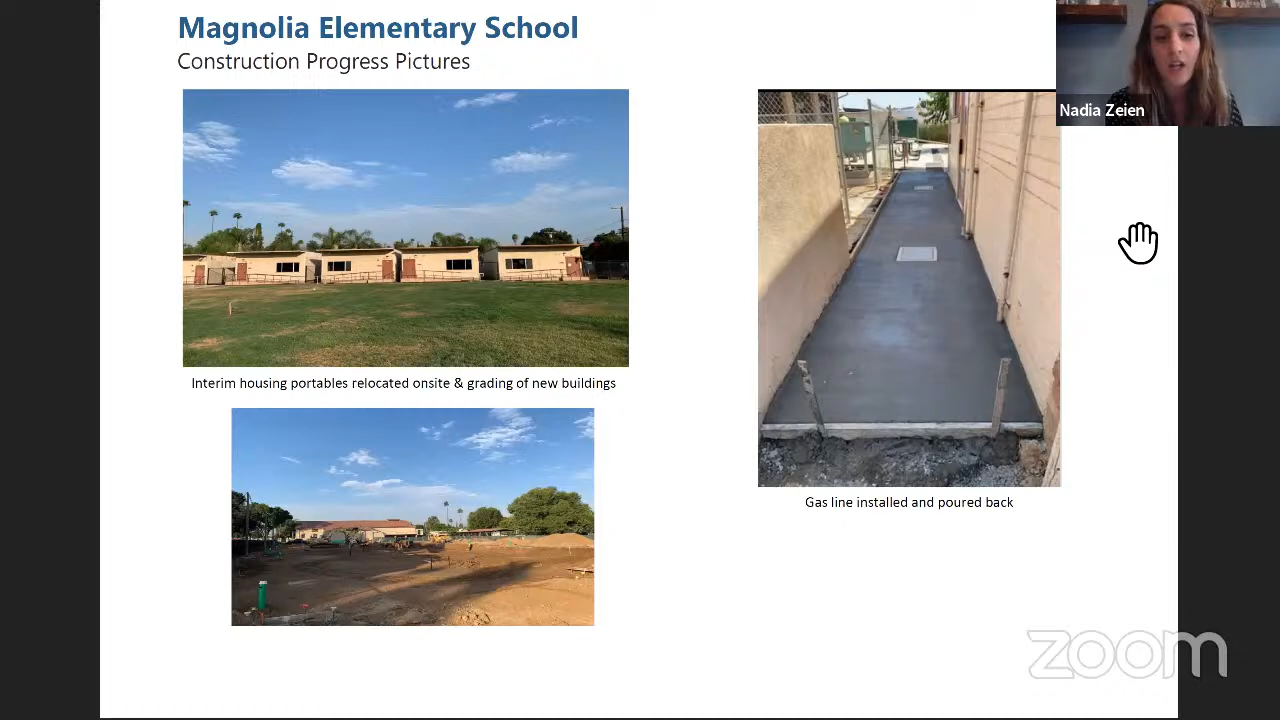 Magnolia Elementary School
Construction Progress Pictures
Nadia Zeien
Interim housing portables relocated onsite & grading of new buildings
Gas line installed and poured back
zoom